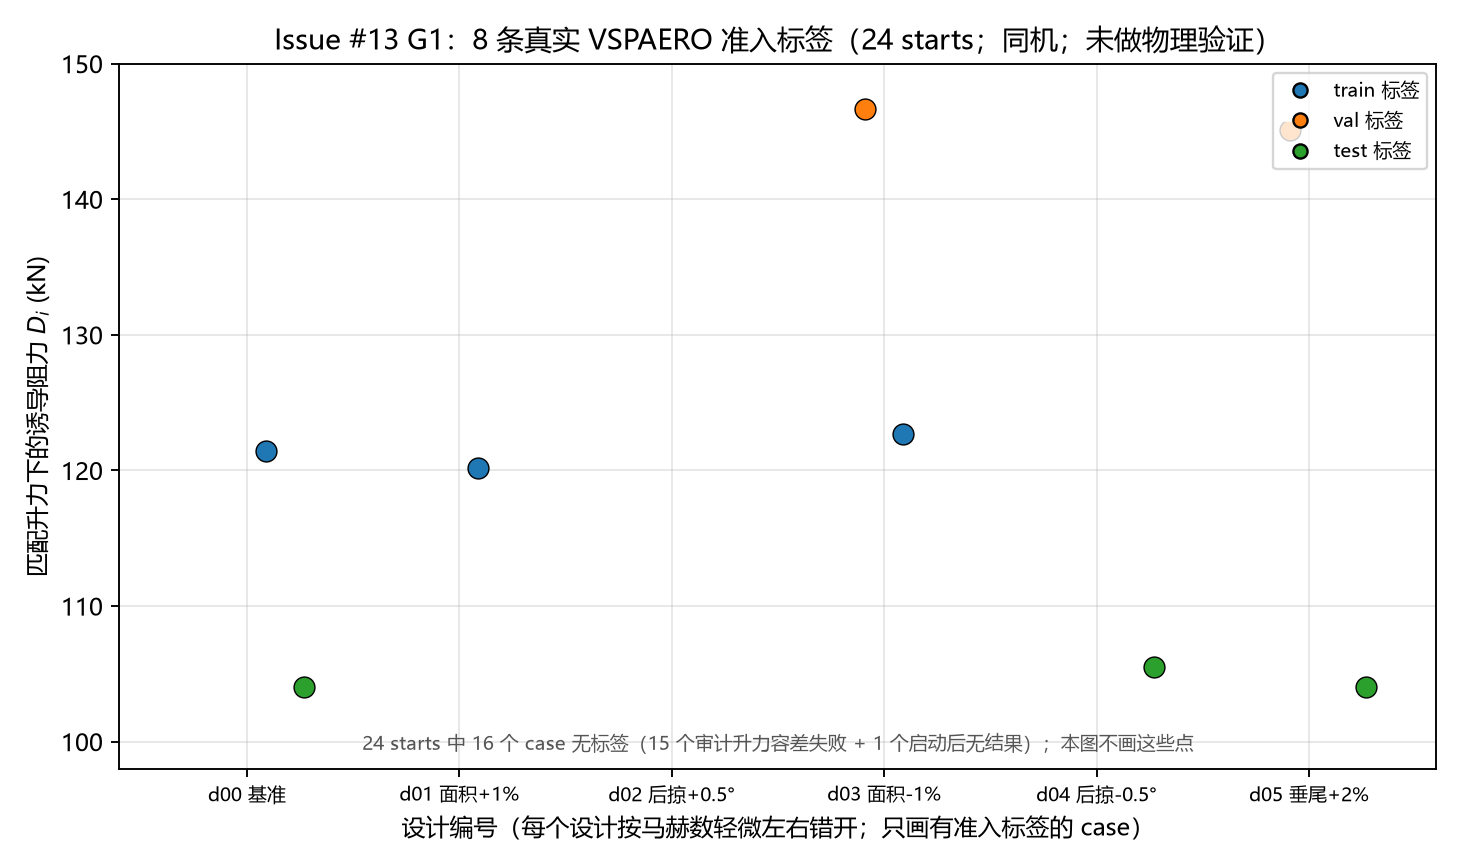 Issue #13 G1：8 条真实 VSPAERO 准入标签（24 starts；同机；未做物理验证）
150
140
130
120
110
100
匹配升力下的诱导阻力 Di (kN)
train 标签
val 标签
test 标签
24 starts 中 16 个 case 无标签（15 个审计升力容差失败 + 1 个启动后无结果）；本图不画这些点
d00 基准
d01 面积+1%
d02 后掠+0.5°
d03 面积-1%
d04 后掠-0.5°
d05 垂尾+2%
设计编号（每个设计按马赫数轻微左右错开；只画有准入标签的 case）